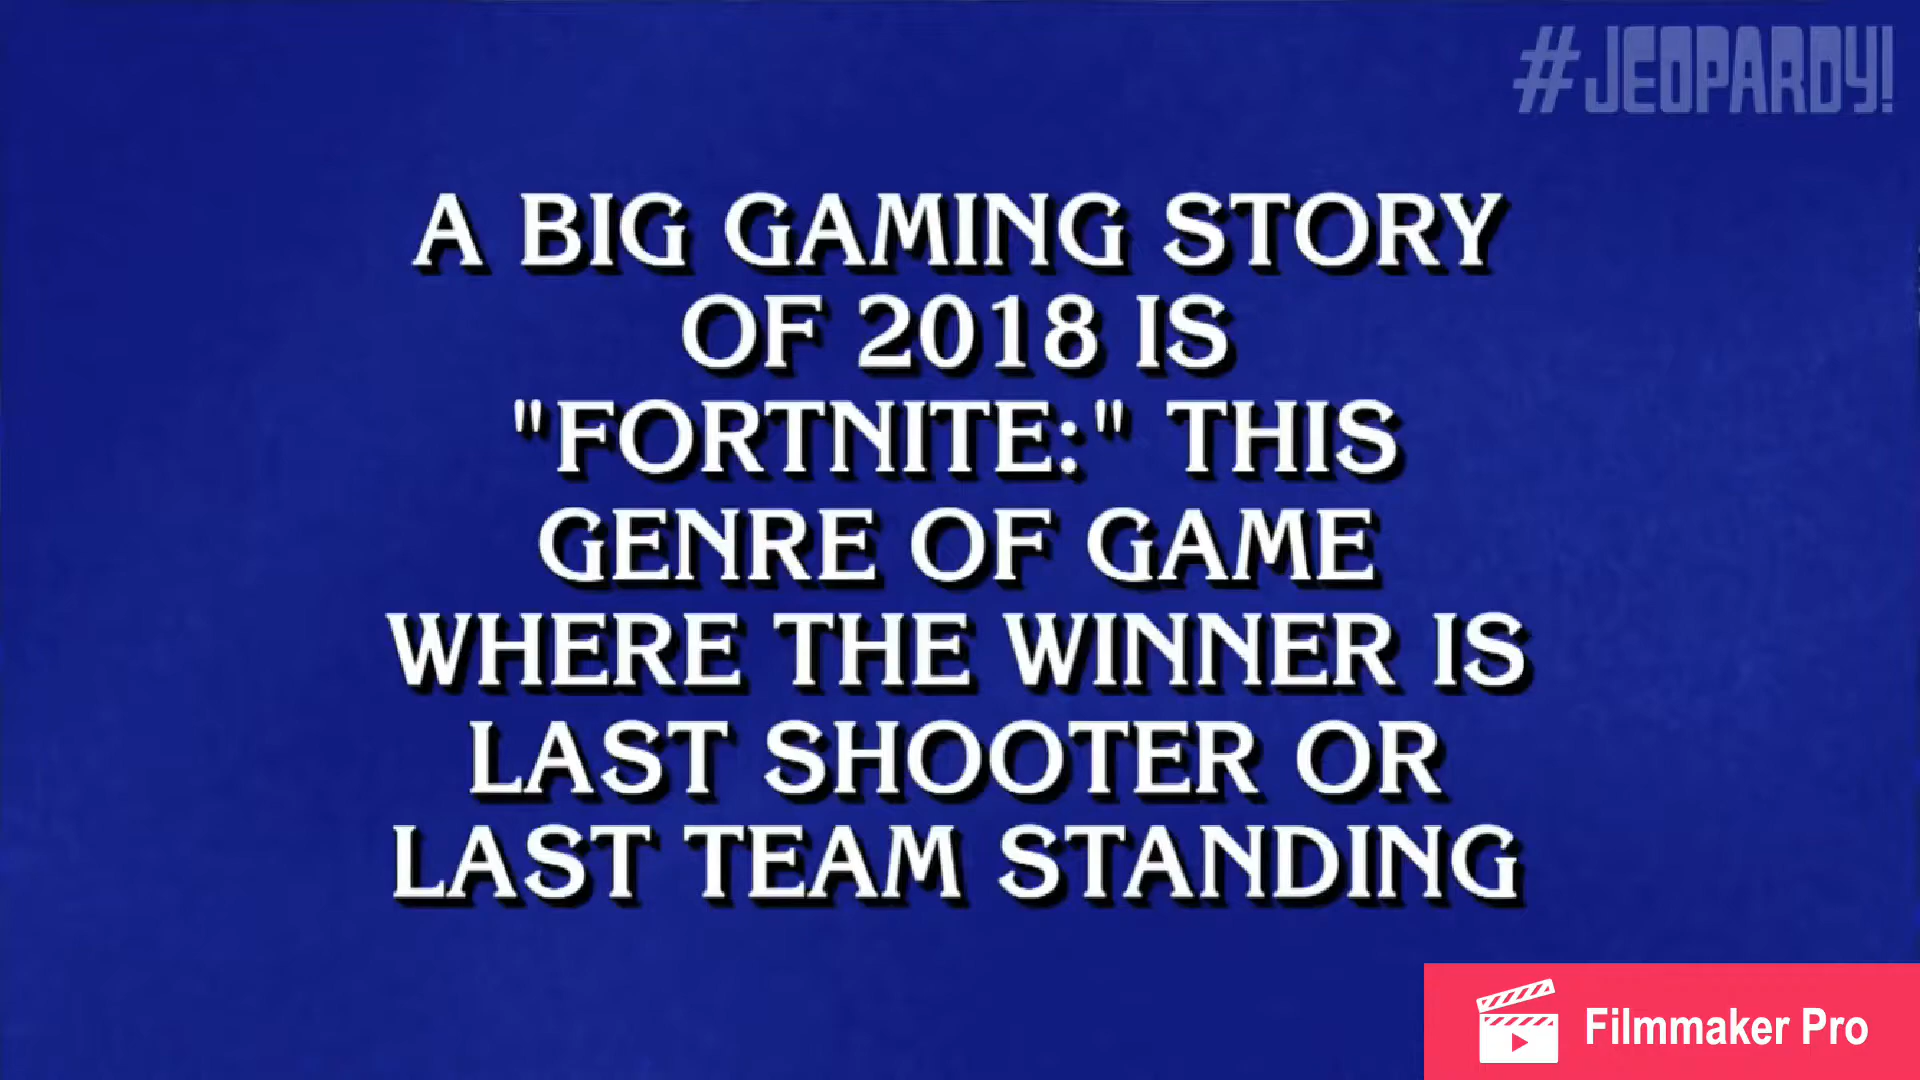 #JEOPARDY!
A BIG GAMING STORY
OF 2018 IS
"FORTNITE:" THIS
GENRE OF GAME
WHERE THE WINNER IS
LAST SHOOTER OR
LAST TEAM STANDING
Filmmaker Pro